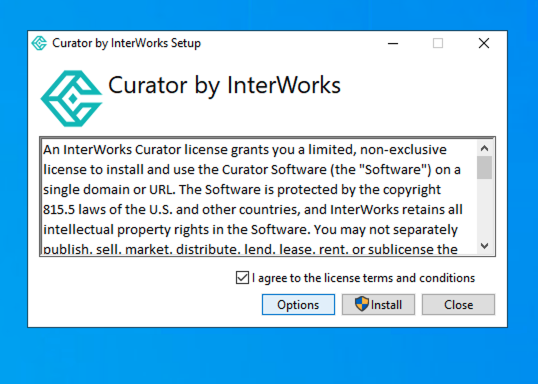 Curator by InterWorks Setup
Curator by InterWorks
An InterWorks Curator license grants you a limited, non-exclusive
license to install and use the Curator Software (the "Software") on a
single domain or URL. The Software is protected by the copyright
815.5 laws of the U.S. and other countries, and InterWorks retains all
intellectual property rights in the Software. You may not separately
publish, sell, market, distribute, lend, lease, rent, or sublicense the
I agree to the license terms and conditions
Options Install Close